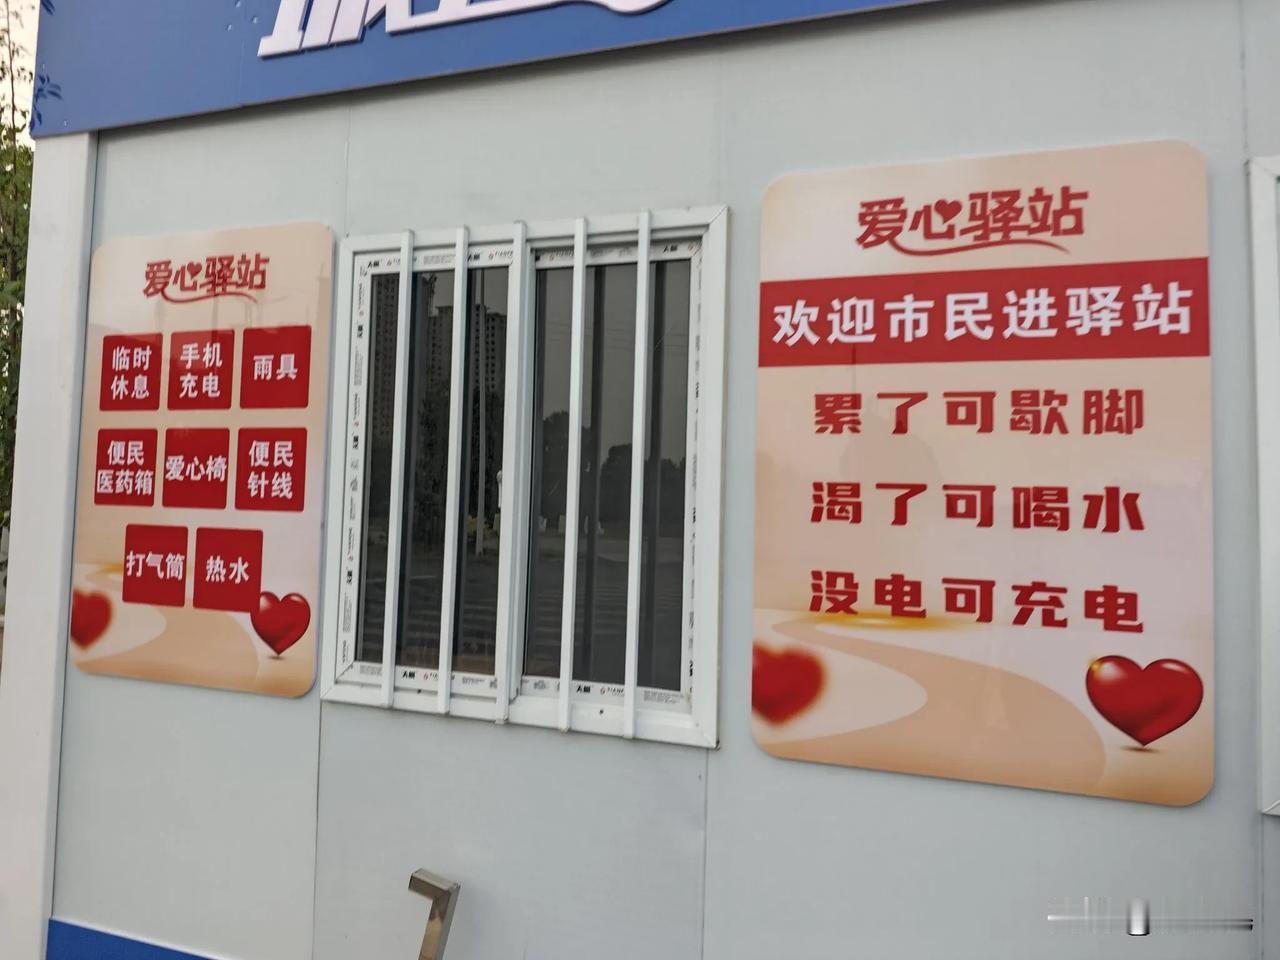 爱心驿站
临时
休息
手机
充电
雨具
便民
医药箱
爱心椅
便民
针线
打气筒
热水
爱心驿站
欢迎市民进驿站
累了可歇脚
渴了可喝水
没电可充电